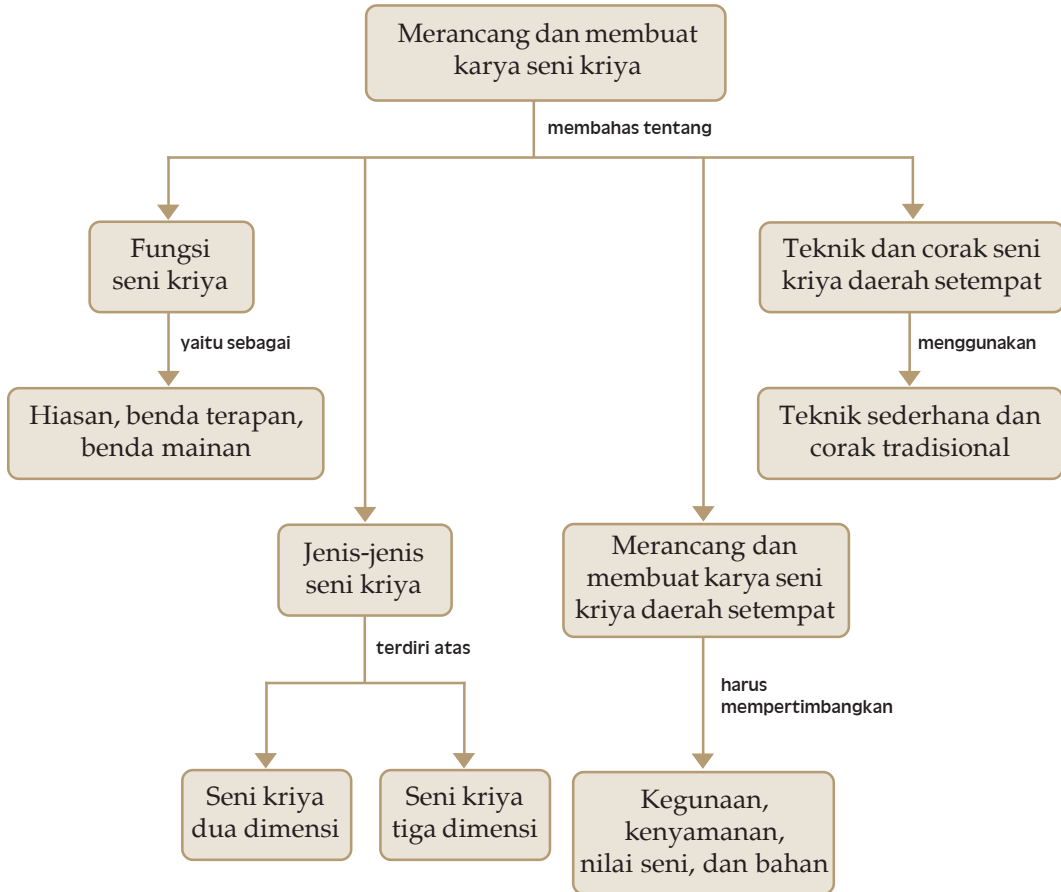 Merancang dan membuat
karya seni kriya
membahas tentang
Fungsi
seni kriya
Teknik dan corak seni
kriya daerah setempat
yaitu sebagai
menggunakan
Hiasan, benda terapan,
benda mainan
Teknik sederhana dan
corak tradisional
Jenis-jenis
seni kriya
Merancang dan
membuat karya seni
kriya daerah setempat
terdiri atas
harus
mempertimbangkan
Seni kriya
dua dimensi
Seni kriya
tiga dimensi
Kegunaan,
kenyamanan,
nilai seni, dan bahan